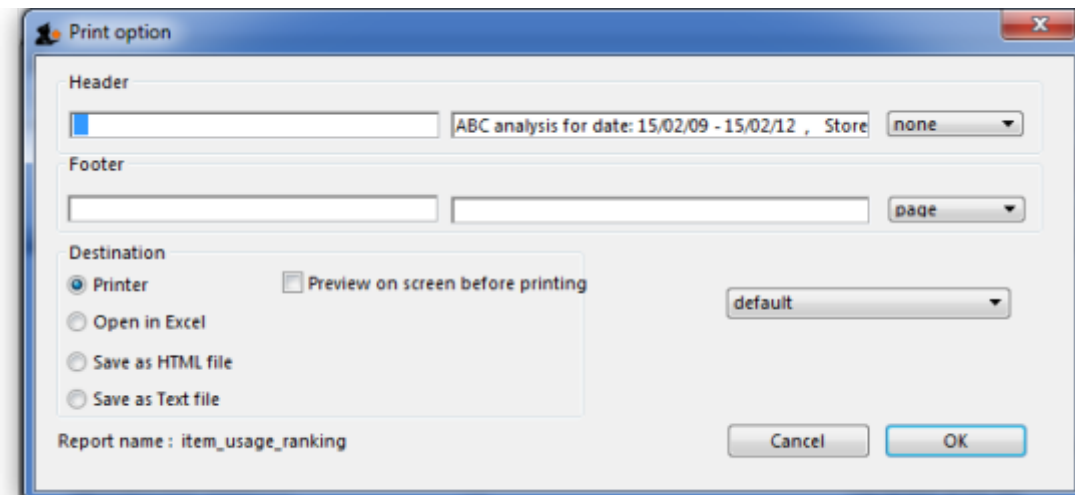 Print option
Header
ABC analysis for date: 15/02/09 - 15/02/12 , Store none
Footer
page
Destination
Printer Preview on screen before printing
default
Open in Excel
Save as HTML file
Save as Text file
Report name : item_usage_ranking Cancel OK